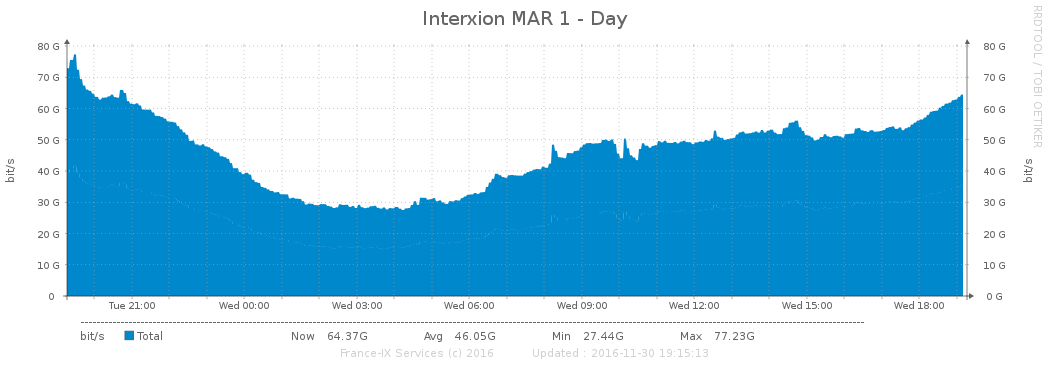 Interxion MAR 1 - Day
RRDTOOL / TOBI OETIKER
bit/s
80 G
70 G
60 G
50 G
40 G
30 G
20 G
10 G
0
80 G
70 G
60 G
50 G
40 G
30 G
20 G
10 G
0 G
bit/s
Tue 21:00 Wed 00:00 Wed 03:00 Wed 06:00 Wed 09:00 Wed 12:00 Wed 15:00 Wed 18:00
bit/s Total Now 64.37G Avg 46.05G Min 27.44G Max 77.23G
France-IX Services (c) 2016 Updated : 2016-11-30 19:15:13